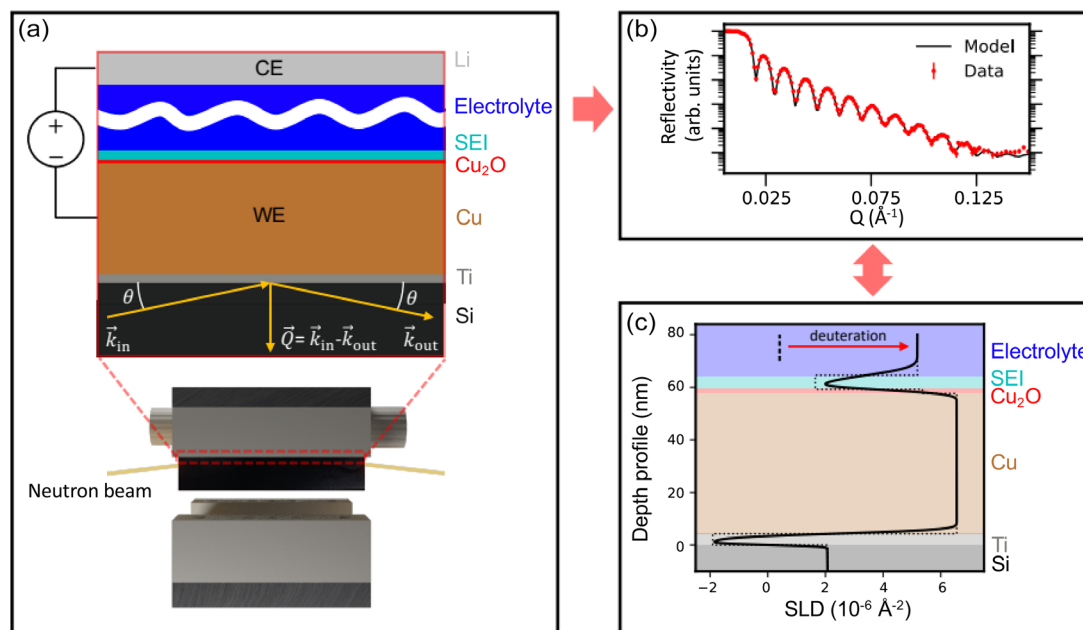 (a)
Li
CE
Electrolyte
SEI
Cu₂O
Cu
WE
Ti
θ
θ
Si
k⃗in
Q⃗ = k⃗in-k⃗out
k⃗out
Neutron beam
(b)
Reflectivity
(arb. units)
Model
Data
0.025
0.075
0.125
Q (Å⁻¹)
(c)
Depth profile (nm)
80
60
40
20
0
deuteration
Electrolyte
SEI
Cu₂O
Cu
Ti
Si
−2
0
2
4
6
SLD (10⁻⁶ Å⁻²)